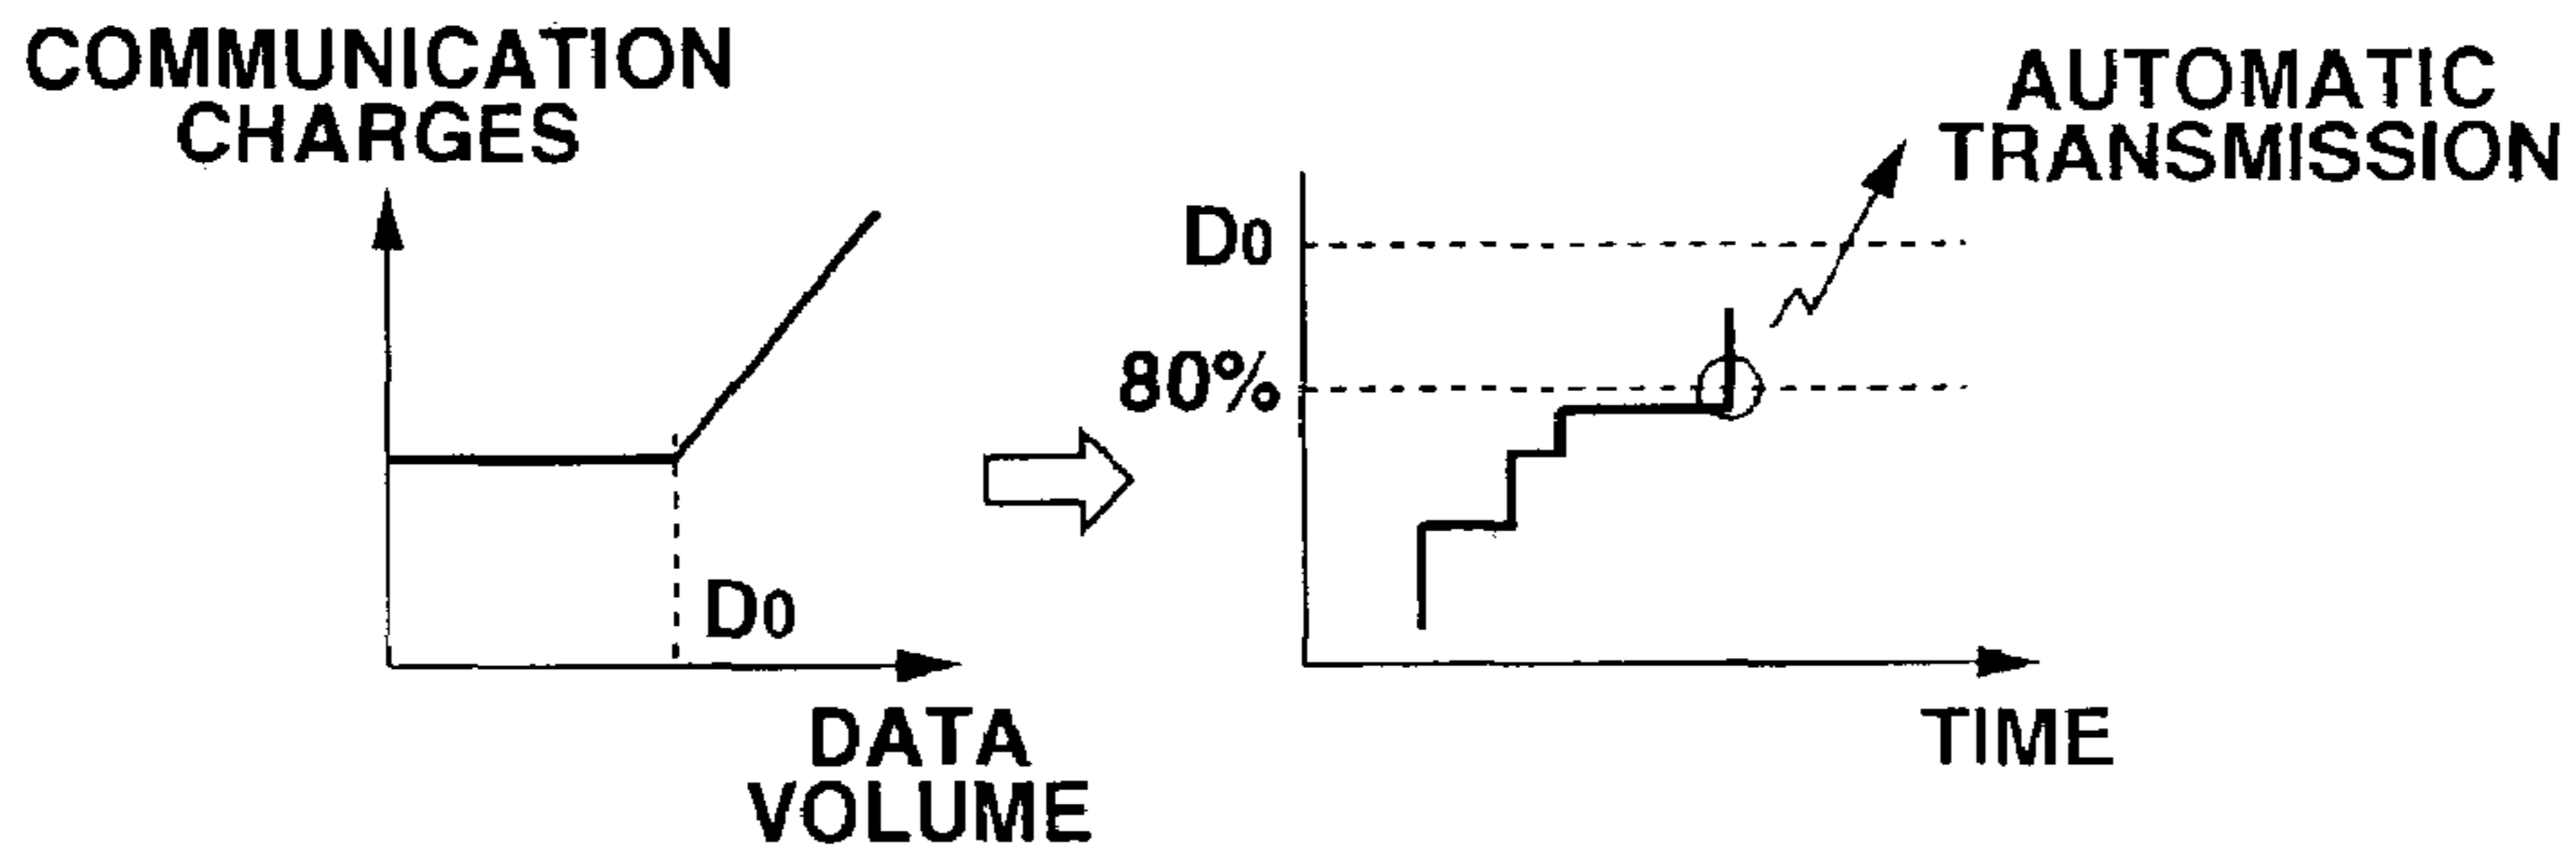 COMMUNICATION
CHARGES
D0
DATA
VOLUME
AUTOMATIC
TRANSMISSION
D0
80%
TIME